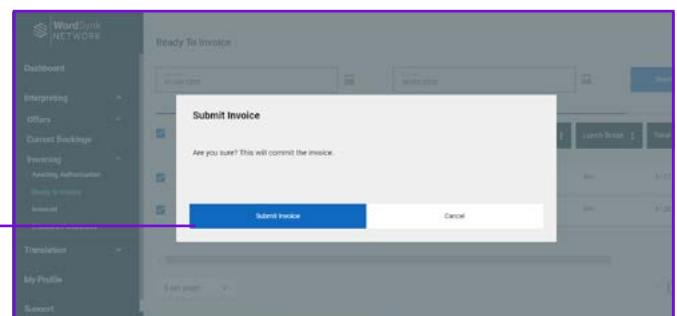 WordSynk
NETWORK
Ready To Invoice
Dashboard
Interpreting
Offers
Current Bookings
Invoicing
Awaiting Authorisation
Ready to Invoice
Invoiced
Translation
My Profile
Support
Submit Invoice
Are you sure? This will commit the invoice.
Submit Invoice
Cancel
Lunch Break
Total